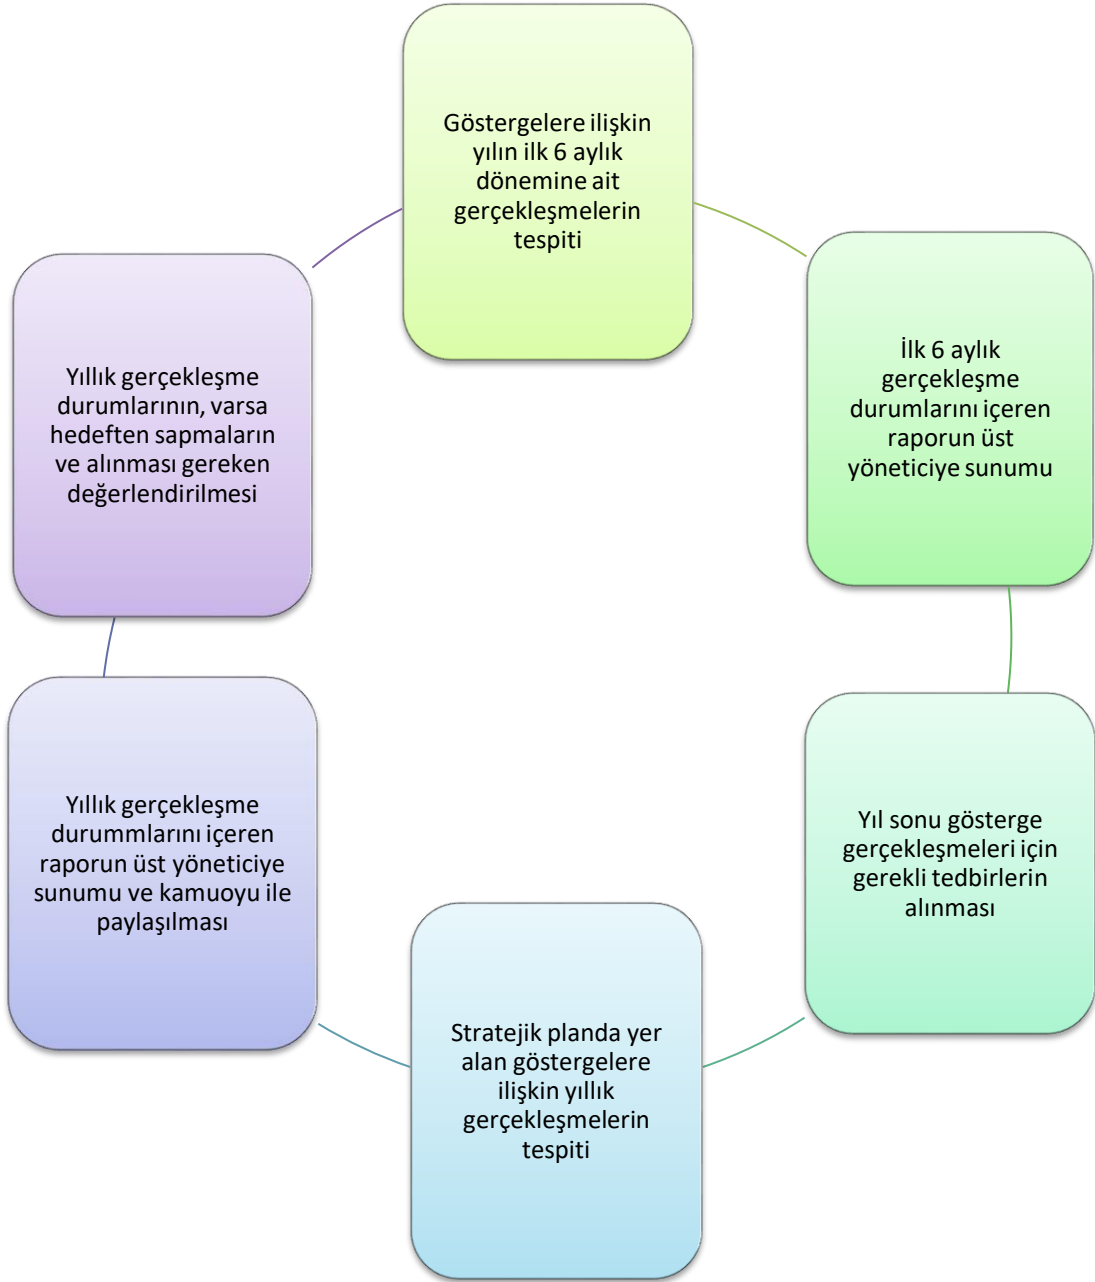 Göstergelere ilişkin
yılın ilk 6 aylık
dönemine ait
gerçekleşmelerin
tespiti
İlk 6 aylık
gerçekleşme
durumlarını içeren
raporun üst
yöneticiye sunumu
Yıl sonu gösterge
gerçekleşmeleri için
gerekli tedbirlerin
alınması
Stratejik planda yer
alan göstergelere
ilişkin yıllık
gerçekleşmelerin
tespiti
Yıllık gerçekleşme
durummlarını içeren
raporun üst yöneticiye
sunumu ve kamuoyu ile
paylaşılması
Yıllık gerçekleşme
durumlarının, varsa
hedeften sapmaların
ve alınması gereken
değerlendirilmesi